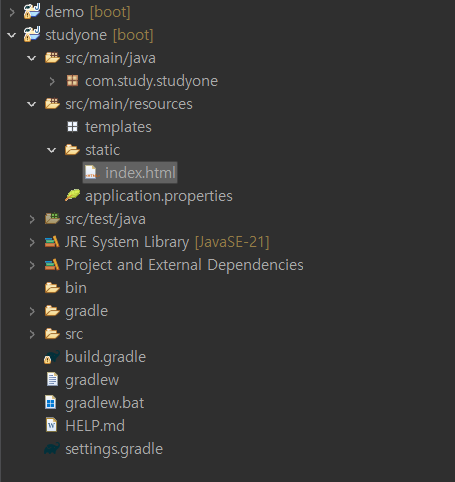 demo [boot]
studyone [boot]
src/main/java
com.study.studyone
src/main/resources
templates
static
index.html
application.properties
src/test/java
JRE System Library [JavaSE-21]
Project and External Dependencies
bin
gradle
src
build.gradle
gradlew
gradlew.bat
HELP.md
settings.gradle